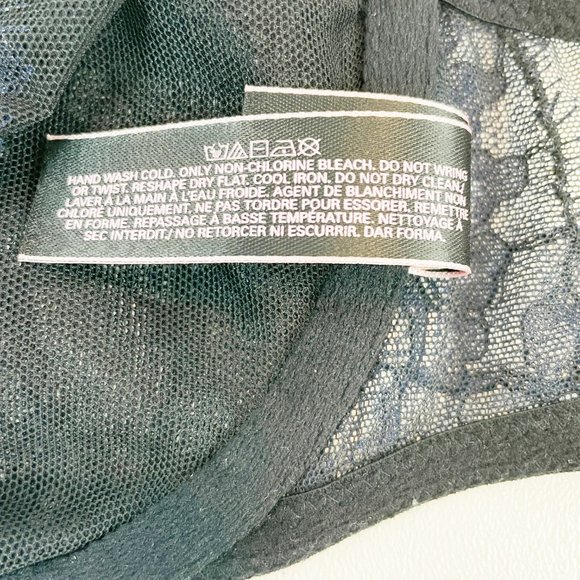 HAND WASH COLD. ONLY NON-CHLORINE BLEACH. DO NOT WRING
OR TWIST. RESHAPE DRY FLAT. COOL IRON. DO NOT DRY CLEAN./
LAVER À LA MAIN À L'EAU FROIDE. AGENT DE BLANCHIMENT NON
CHLORE UNIQUEMENT. NE PAS TORDRE POUR ESSORER, REMETTRE
EN FORME. REPASSAGE À BASSE TEMPÉRATURE. NETTOYAGE À
SEC INTERDIT./ NO RETORCER NI ESCURRIR. DAR FORMA.